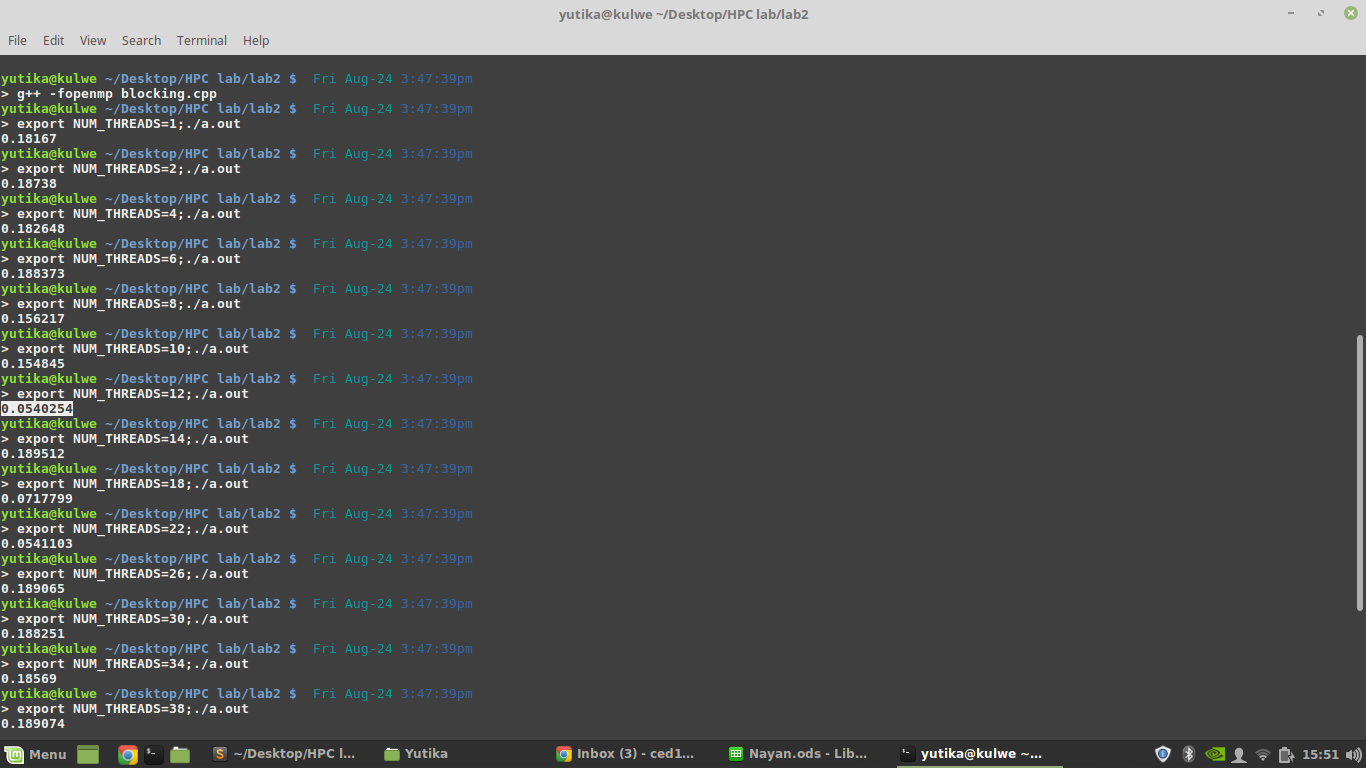 yutika@kulwe ~/Desktop/HPC lab/lab2
File Edit View Search Terminal Help
yutika@kulwe ~/Desktop/HPC lab/lab2 $ Fri Aug-24 3:47:39pm
> g++ -fopenmp blocking.cpp
yutika@kulwe ~/Desktop/HPC lab/lab2 $ Fri Aug-24 3:47:39pm
> export NUM_THREADS=1;./a.out
0.18167
yutika@kulwe ~/Desktop/HPC lab/lab2 $ Fri Aug-24 3:47:39pm
> export NUM_THREADS=2;./a.out
0.18738
yutika@kulwe ~/Desktop/HPC lab/lab2 $ Fri Aug-24 3:47:39pm
> export NUM_THREADS=4;./a.out
0.182648
yutika@kulwe ~/Desktop/HPC lab/lab2 $ Fri Aug-24 3:47:39pm
> export NUM_THREADS=6;./a.out
0.188373
yutika@kulwe ~/Desktop/HPC lab/lab2 $ Fri Aug-24 3:47:39pm
> export NUM_THREADS=8;./a.out
0.156217
yutika@kulwe ~/Desktop/HPC lab/lab2 $ Fri Aug-24 3:47:39pm
> export NUM_THREADS=10;./a.out
0.154845
yutika@kulwe ~/Desktop/HPC lab/lab2 $ Fri Aug-24 3:47:39pm
> export NUM_THREADS=12;./a.out
0.0540254
yutika@kulwe ~/Desktop/HPC lab/lab2 $ Fri Aug-24 3:47:39pm
> export NUM_THREADS=14;./a.out
0.189512
yutika@kulwe ~/Desktop/HPC lab/lab2 $ Fri Aug-24 3:47:39pm
> export NUM_THREADS=18;./a.out
0.0717799
yutika@kulwe ~/Desktop/HPC lab/lab2 $ Fri Aug-24 3:47:39pm
> export NUM_THREADS=22;./a.out
0.0541103
yutika@kulwe ~/Desktop/HPC lab/lab2 $ Fri Aug-24 3:47:39pm
> export NUM_THREADS=26;./a.out
0.189065
yutika@kulwe ~/Desktop/HPC lab/lab2 $ Fri Aug-24 3:47:39pm
> export NUM_THREADS=30;./a.out
0.188251
yutika@kulwe ~/Desktop/HPC lab/lab2 $ Fri Aug-24 3:47:39pm
> export NUM_THREADS=34;./a.out
0.18569
yutika@kulwe ~/Desktop/HPC lab/lab2 $ Fri Aug-24 3:47:39pm
> export NUM_THREADS=38;./a.out
0.189074
Menu ~/Desktop/HPC l... Yutika Inbox (3) - ced1... Nayan.ods - Lib... yutika@kulwe ~... 15:51